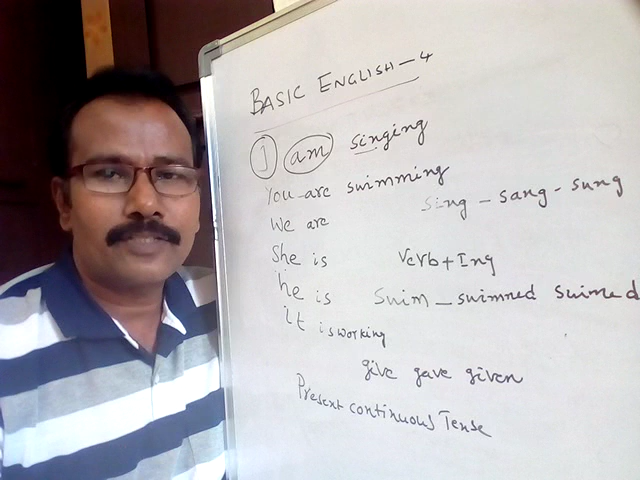 BASIC ENGLISH - 4
I am singing
You are swimming
Sing - sang - sung
We are
She is
Verb + Ing
he is
Swim - swimmed swimed
it is working
give gave given
Present continuous Tense